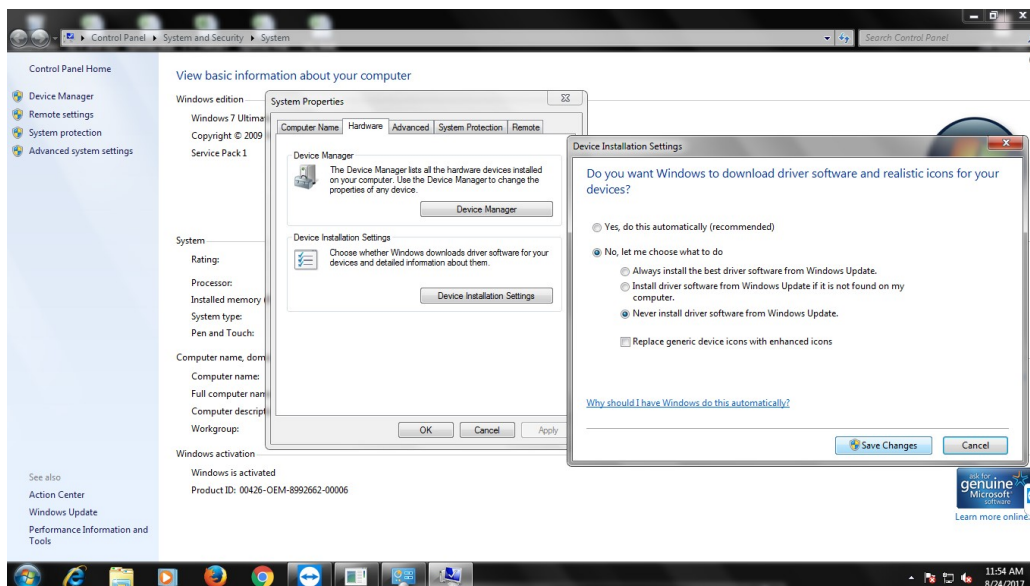 Control Panel ▸ System and Security ▸ System
Search Control Panel
Control Panel Home
Device Manager
Remote settings
System protection
Advanced system settings
See also
Action Center
Windows Update
Performance Information and
Tools
View basic information about your computer
Windows edition
Windows 7 Ultima
Copyright © 2009
Service Pack 1
System
Rating:
Processor:
Installed memory
System type:
Pen and Touch:
Computer name, dom
Computer name:
Full computer nam
Computer descript
Workgroup:
Windows activation
Windows is activated
Product ID: 00426-OEM-8992662-00006
System Properties
Computer Name Hardware Advanced System Protection Remote
Device Manager
The Device Manager lists all the hardware devices installed
on your computer. Use the Device Manager to change the
properties of any device.
Device Manager
Device Installation Settings
Choose whether Windows downloads driver software for your
devices and detailed information about them.
Device Installation Settings
OK Cancel Apply
Device Installation Settings
Do you want Windows to download driver software and realistic icons for your
devices?
Yes, do this automatically (recommended)
No, let me choose what to do
Always install the best driver software from Windows Update.
Install driver software from Windows Update if it is not found on my
computer.
Never install driver software from Windows Update.
Replace generic device icons with enhanced icons
Why should I have Windows do this automatically?
Save Changes Cancel
ask for
genuine
Microsoft
software
Learn more online
11:54 AM
8/24/2017